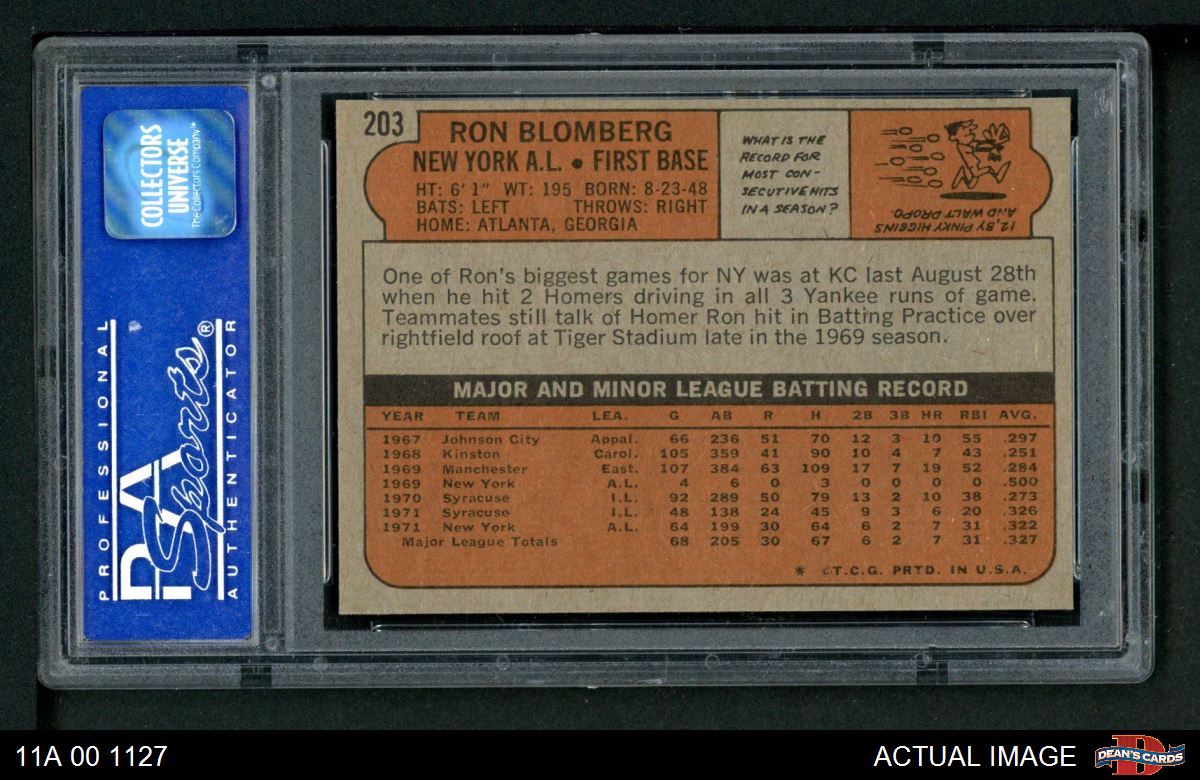 COLLECTORS
UNIVERSE
The Collectors Company™
PROFESSIONAL
PSA
Sports®
AUTHENTICATOR
203
RON BLOMBERG
NEW YORK A.L. • FIRST BASE
HT: 6' 1" WT: 195 BORN: 8-23-48
BATS: LEFT THROWS: RIGHT
HOME: ATLANTA, GEORGIA
WHAT IS THE
RECORD FOR
MOST CON-
SECUTIVE HITS
IN A SEASON?
12, BY PINKY HIGGINS
AND WALT DROPO.
One of Ron's biggest games for NY was at KC last August 28th
when he hit 2 Homers driving in all 3 Yankee runs of game.
Teammates still talk of Homer Ron hit in Batting Practice over
rightfield roof at Tiger Stadium late in the 1969 season.
MAJOR AND MINOR LEAGUE BATTING RECORD
YEAR TEAM LEA. G AB R H 2B 3B HR RBI AVG.
1967 Johnson City Appal. 66 236 51 70 12 3 10 55 .297
1968 Kinston Carol. 105 359 41 90 10 4 7 43 .251
1969 Manchester East. 107 384 63 109 17 7 19 52 .284
1969 New York A.L. 4 6 0 3 0 0 0 0 .500
1970 Syracuse I.L. 92 289 50 79 13 2 10 38 .273
1971 Syracuse I.L. 48 138 24 45 9 3 6 20 .326
1971 New York A.L. 64 199 30 64 6 2 7 31 .322
Major League Totals 68 205 30 67 6 2 7 31 .327
* ©T.C.G. PRTD. IN U.S.A.
11A 00 1127
ACTUAL IMAGE
DEAN'S CARDS